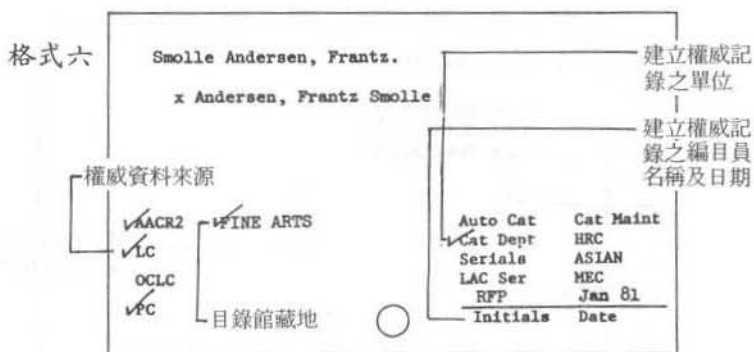 格式六
Smolle Andersen, Frantz.
x Andersen, Frantz Smolle
建立權威記
錄之單位
建立權威記
錄之編目員
名稱及日期
權威資料來源
✓AACR2 ✓FINE ARTS
✓LC
OCLC
✓PC
目錄館藏地
Auto Cat Cat Maint
✓Cat Dept HRC
Serials ASIAN
LAC Ser MEC
RFP Jan 81
Initials Date